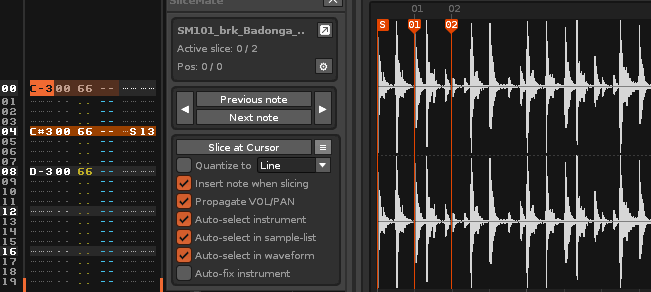 SliceMate
00 C-3 00 66 -- ......
01
02
03
04 C#3 00 66 -- ..S13
05
06
07
08 D-3 00 66 -- ......
09
10
11
12
13
14
15
16
17
18
19
SM101_brk_Badonga_...
Active slice: 0 / 2
Pos: 0 / 0
Previous note
Next note
Slice at Cursor
Quantize to Line
Insert note when slicing
Propagate VOL/PAN
Auto-select instrument
Auto-select in sample-list
Auto-select in waveform
Auto-fix instrument
01 02
S 01 02